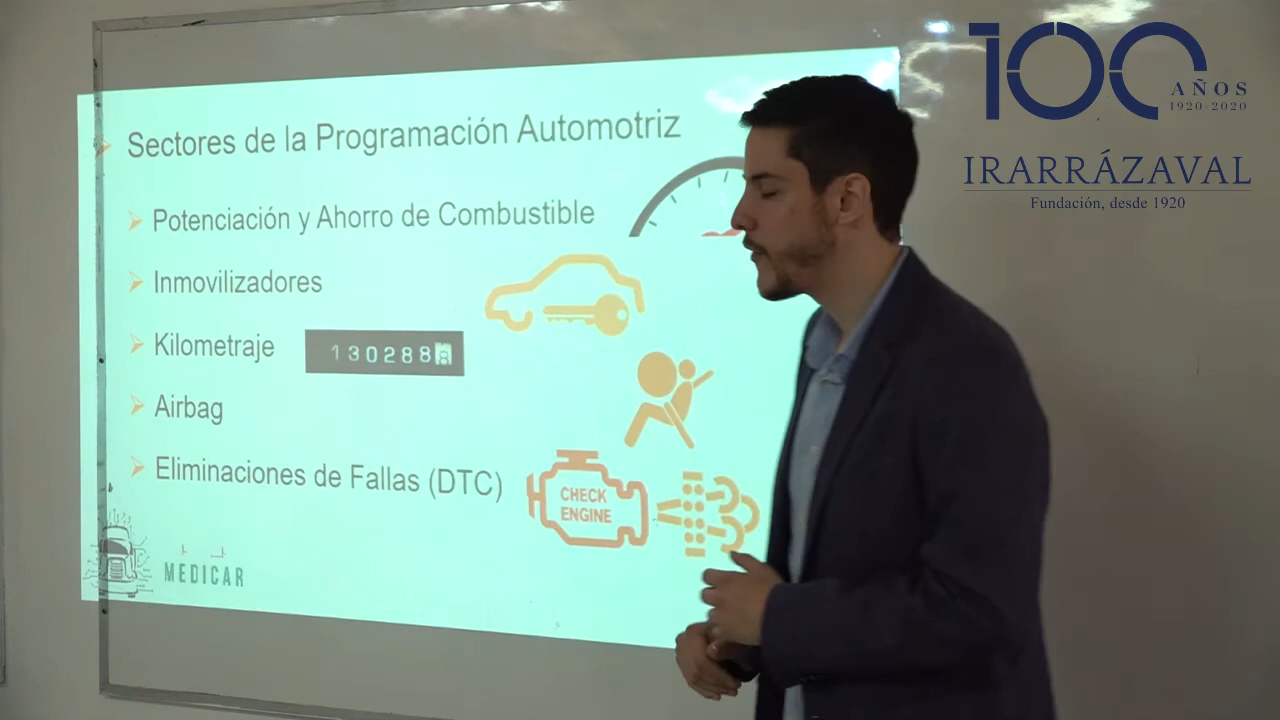 Sectores de la Programación Automotriz
Potenciación y Ahorro de Combustible
Inmovilizadores
Kilometraje
130288
Airbag
Eliminaciones de Fallas (DTC)
CHECK
ENGINE
MEDICAR
100
AÑOS
1920-2020
IRARRÁZAVAL
Fundación, desde 1920